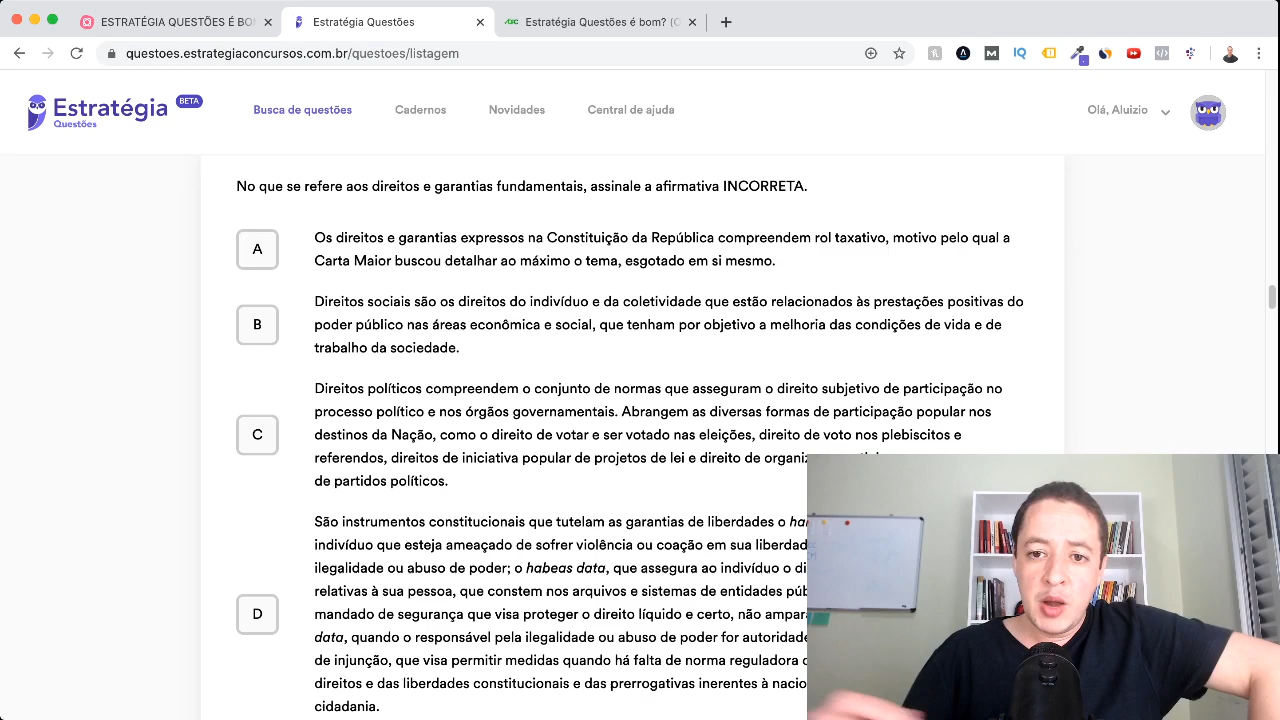 ESTRATÉGIA QUESTÕES É BO
Estratégia Questões
Estratégia Questões é bom? (O
questoes.estrategiaconcursos.com.br/questoes/listagem
Estratégia BETA
Questões
Busca de questões
Cadernos
Novidades
Central de ajuda
Olá, Aluizio
No que se refere aos direitos e garantias fundamentais, assinale a afirmativa INCORRETA.
A
Os direitos e garantias expressos na Constituição da República compreendem rol taxativo, motivo pelo qual a
Carta Maior buscou detalhar ao máximo o tema, esgotado em si mesmo.
B
Direitos sociais são os direitos do indivíduo e da coletividade que estão relacionados às prestações positivas do
poder público nas áreas econômica e social, que tenham por objetivo a melhoria das condições de vida e de
trabalho da sociedade.
C
Direitos políticos compreendem o conjunto de normas que asseguram o direito subjetivo de participação no
processo político e nos órgãos governamentais. Abrangem as diversas formas de participação popular nos
destinos da Nação, como o direito de votar e ser votado nas eleições, direito de voto nos plebiscitos e
referendos, direitos de iniciativa popular de projetos de lei e direito de
de partidos políticos.
D
São instrumentos constitucionais que tutelam as garantias de liberdades o
indivíduo que esteja ameaçado de sofrer violência ou coação em sua
ilegalidade ou abuso de poder; o habeas data, que assegura ao indivíduo o
relativas à sua pessoa, que constem nos arquivos e sistemas de entidades
mandado de segurança que visa proteger o direito líquido e certo, não
data, quando o responsável pela ilegalidade ou abuso de poder for
de injunção, que visa permitir medidas quando há falta de norma reguladora
direitos e das liberdades constitucionais e das prerrogativas inerentes à
cidadania.